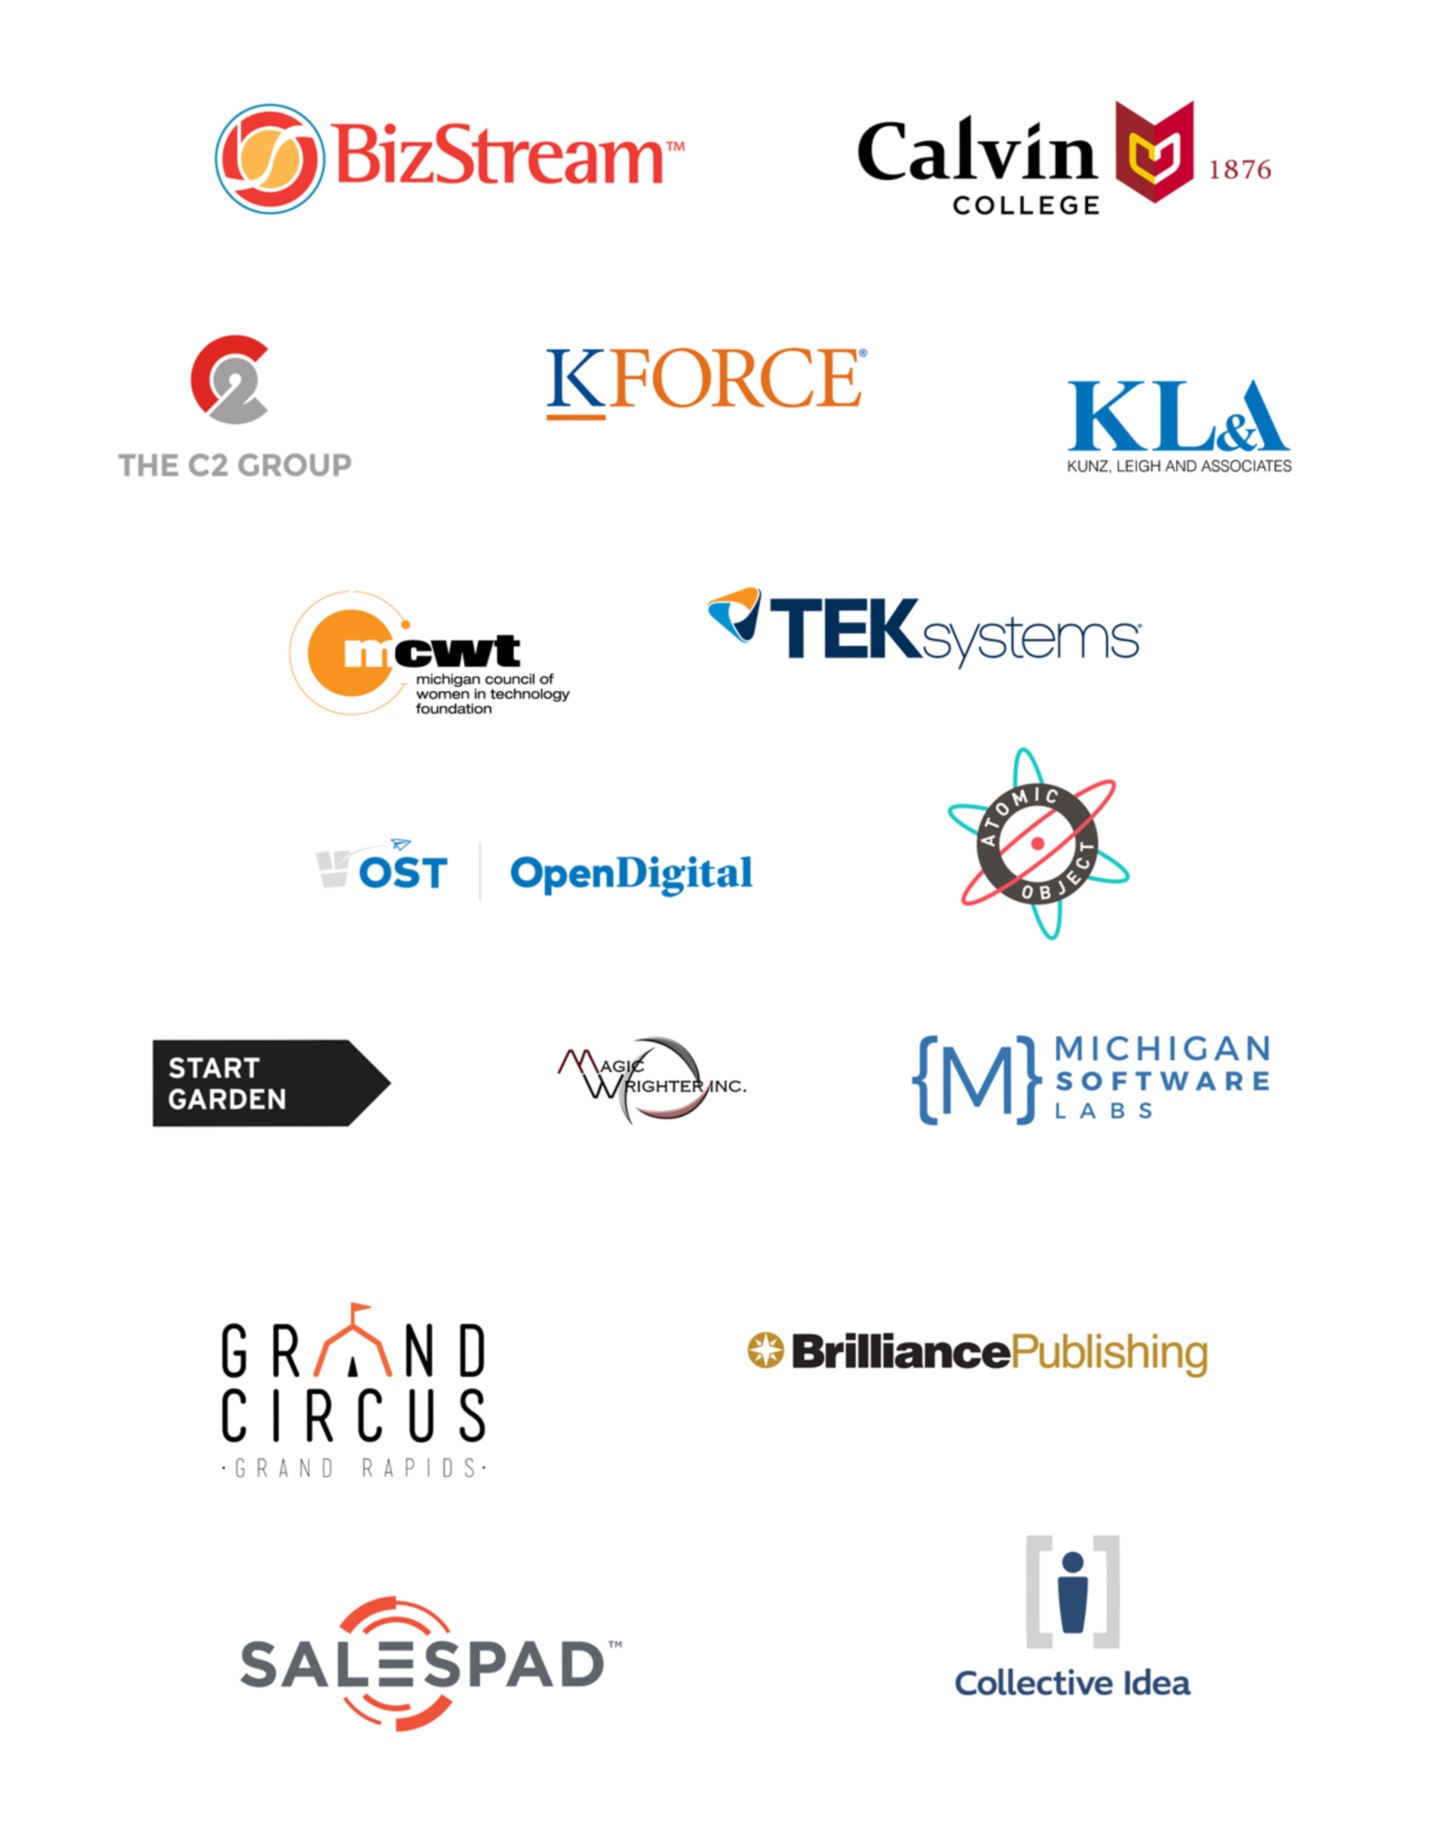 BizStream™
Calvin
COLLEGE
1876
C2
THE C2 GROUP
KFORCE®
KL&A
KUNZ, LEIGH AND ASSOCIATES
mcwt
michigan council of
women in technology
foundation
TEKsystems
OST
OpenDigital
ATOMIC
OBJECT
START
GARDEN
MAGIC
WRIGHTER, INC.
{M}
MICHIGAN
SOFTWARE
LABS
GRAND
CIRCUS
·GRAND RAPIDS·
BrilliancePublishing
SALESPAD™
[i]
Collective Idea